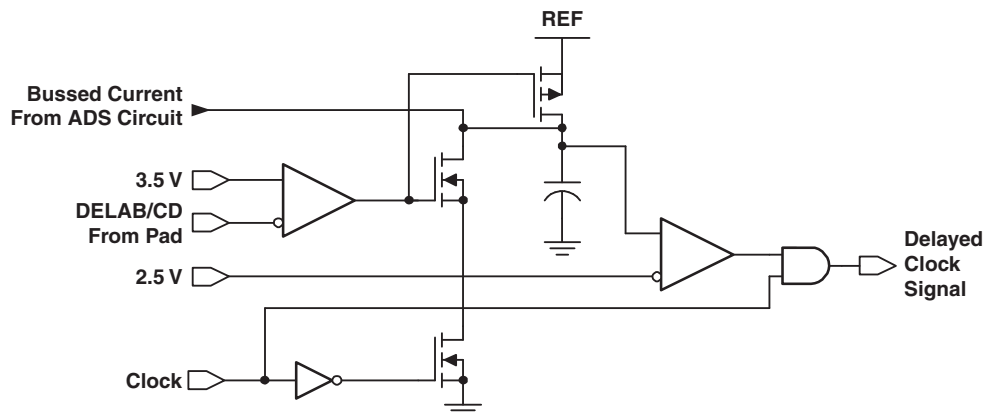 REF
Bussed Current
From ADS Circuit
3.5 V
DELAB/CD
From Pad
2.5 V
Delayed
Clock
Signal
Clock